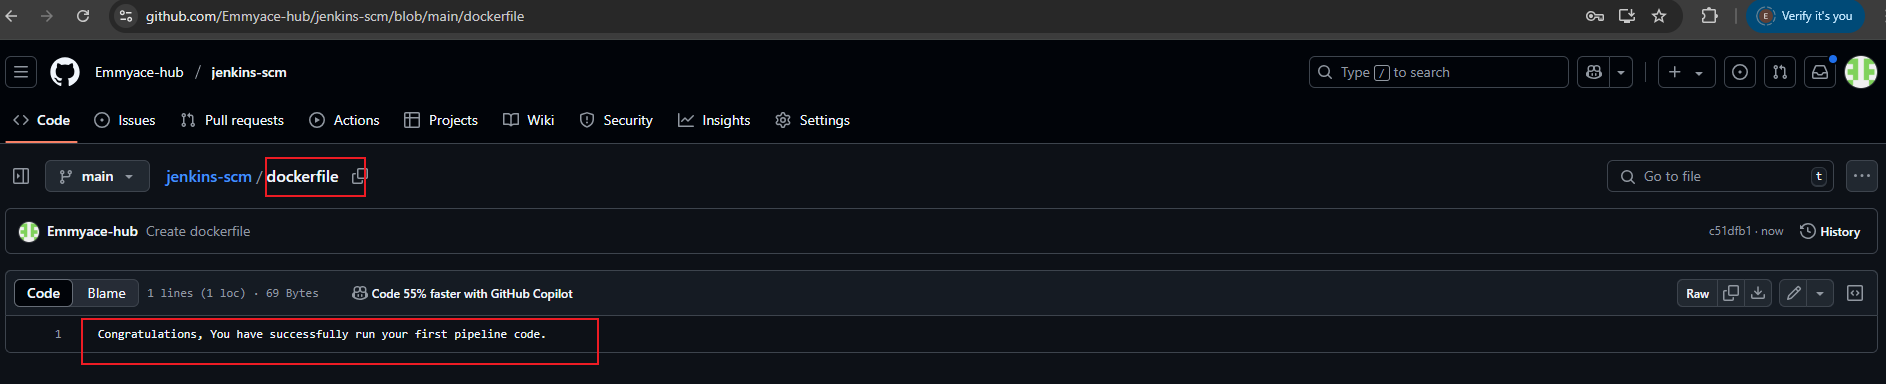 github.com/Emmyace-hub/jenkins-scm/blob/main/dockerfile
E Verify it's you
Emmyace-hub / jenkins-scm
Type / to search
Code Issues Pull requests Actions Projects Wiki Security Insights Settings
main jenkins-scm / dockerfile
Go to file t
Emmyace-hub Create dockerfile
c51dfb1 · now History
Code Blame 1 lines (1 loc) · 69 Bytes Code 55% faster with GitHub Copilot
Raw
1 Congratulations, You have successfully run your first pipeline code.